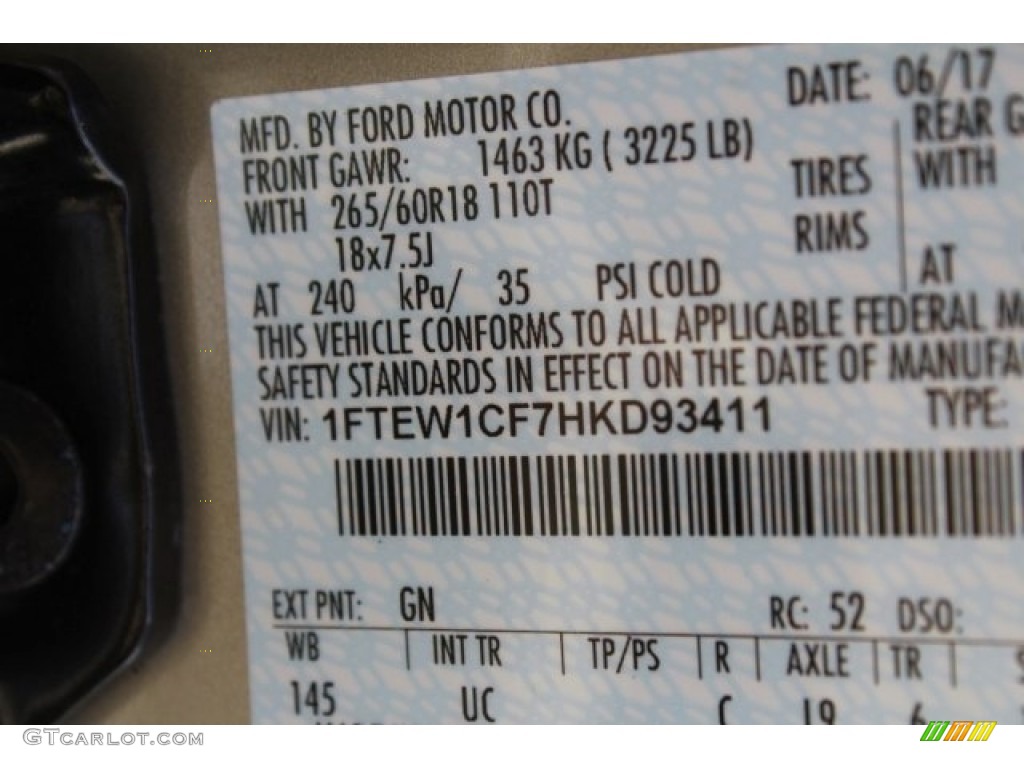 DATE: 06/17
MFD. BY FORD MOTOR CO.
FRONT GAWR: 1463 KG ( 3225 LB)
REAR G
WITH 265/60R18 110T
TIRES
WITH
18x7.5J
RIMS
AT 240 kPa/ 35 PSI COLD
AT
THIS VEHICLE CONFORMS TO ALL APPLICABLE FEDERAL M
SAFETY STANDARDS IN EFFECT ON THE DATE OF MANUFA
VIN: 1FTEW1CF7HKD93411
TYPE:
EXT PNT: GN
RC: 52 DSO:
WB INT TR TP/PS R AXLE TR
145 UC C 19 6
GTcarlot.com